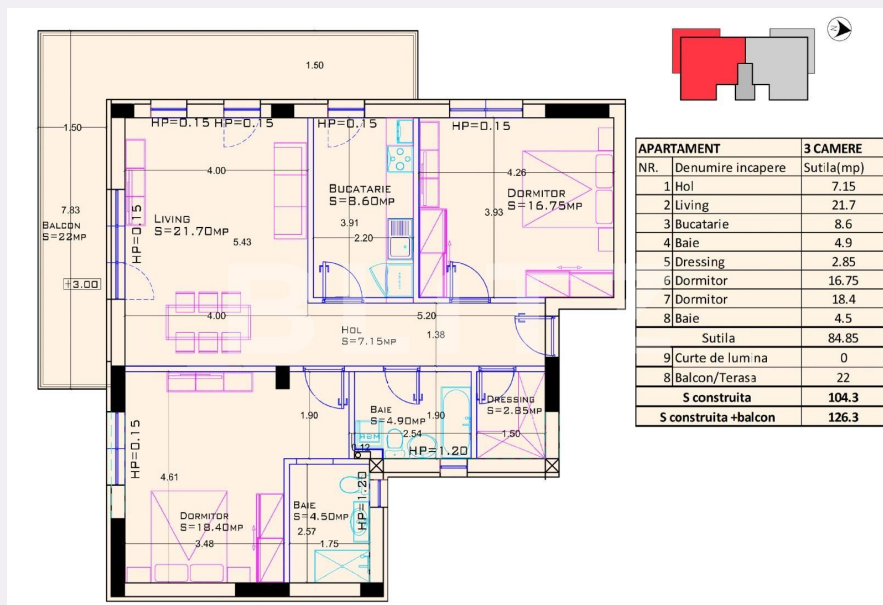 1.50
N
HP=0.15 HP=0.15
HP=0.15
HP=0.15
1.50
4.00
BUCATARIE
S=8.60MP
4.26
DORMITOR
S=16.75MP
7.83
BALCON
S=22MP
HP=0.15
LIVING
S=21.70MP
5.43
3.91
2.20
3.93
+3.00
4.00
5.20
HOL
S=7.15MP
1.38
BLITZ
1.90
BAIE
S=4.90MP
1.90
2.54
DRESSING
S=2.85MP
1.50
HP=0.15
0.12
HP=1.20
4.61
HP=1.20
DORMITOR
S=18.40MP
3.48
BAIE
S=4.50MP
2.57
1.75
APARTAMENT 3 CAMERE
NR. Denumire incapere Sutila(mp)
1 Hol 7.15
2 Living 21.7
3 Bucatarie 8.6
4 Baie 4.9
5 Dressing 2.85
6 Dormitor 16.75
7 Dormitor 18.4
8 Baie 4.5
Sutila 84.85
9 Curte de lumina 0
8 Balcon/Terasa 22
S construita 104.3
S construita +balcon 126.3